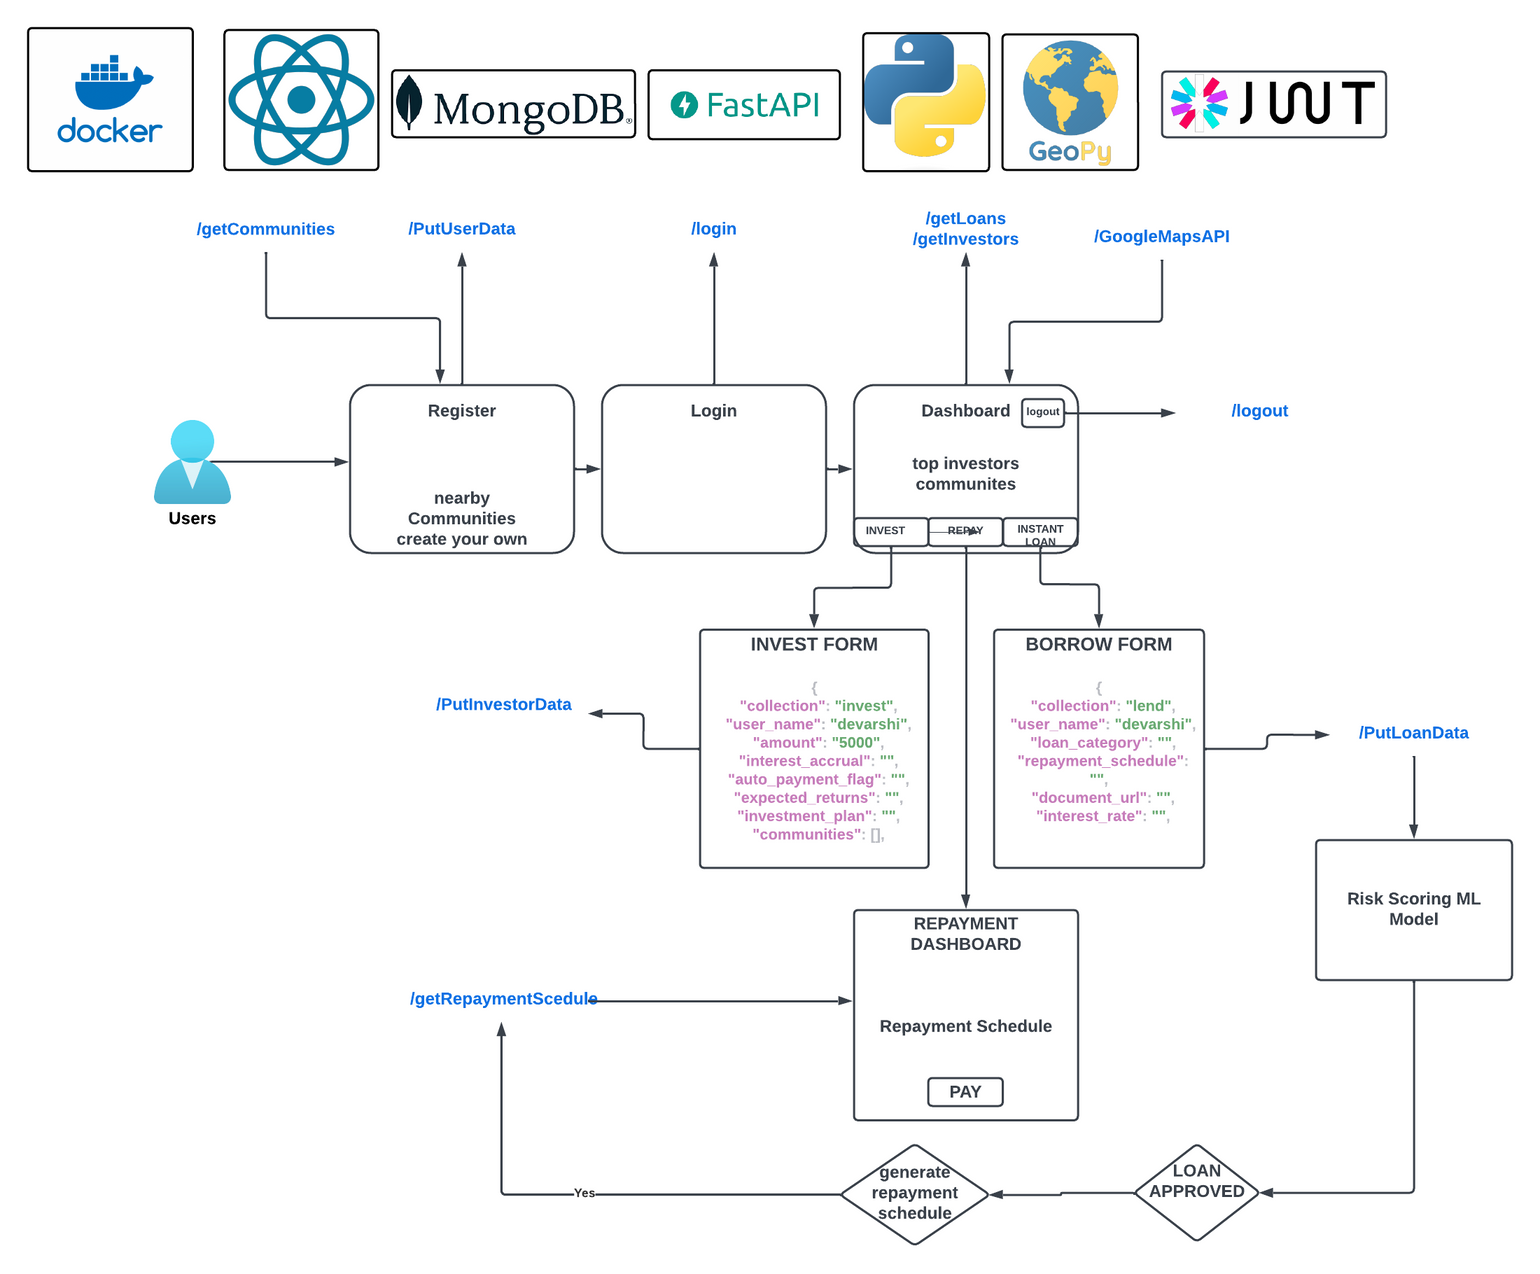 docker
MongoDB®
FastAPI
GeoPy
JWT
/getCommunities
/PutUserData
/login
/getLoans
/getInvestors
/GoogleMapsAPI
Register
nearby
Communities
create your own
Login
Dashboard
logout
top investors
communites
INVEST
REPAY
INSTANT
LOAN
/logout
Users
INVEST FORM
{
"collection": "invest",
"user_name": "devarshi",
"amount": "5000",
"interest_accrual": "",
"auto_payment_flag": "",
"expected_returns": "",
"investment_plan": "",
"communities": [],
BORROW FORM
{
"collection": "lend",
"user_name": "devarshi",
"loan_category": "",
"repayment_schedule":
"",
"document_url": "",
"interest_rate": "",
/PutInvestorData
/PutLoanData
Risk Scoring ML
Model
REPAYMENT
DASHBOARD
Repayment Schedule
PAY
/getRepaymentScedule
LOAN
APPROVED
generate
repayment
schedule
Yes